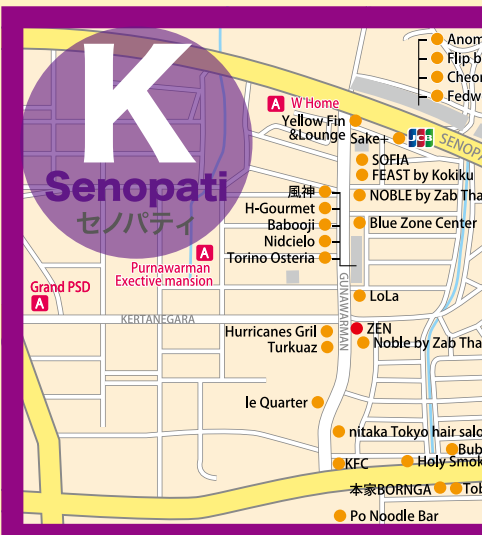 K
Senopati
セノパティ
Anom
Flip b
Cheor
Fedw
A W'Home
Yellow Fin
&Lounge
Sake+
JCB
SENOPA
SOFIA
FEAST by Kokiku
風神
NOBLE by Zab Tha
H-Gourmet
Babooji
Blue Zone Center
Nidcielo
Torino Osteria
A
Purnawarman
Exective mansion
Grand PSD
A
GUNAWARMAN
LoLa
KERTANEGARA
Hurricanes Gril
ZEN
Turkuaz
Noble by Zab Tha
le Quarter
nitaka Tokyo hair salo
Bub
KFC
Holy Smok
本家BORNGA
Tob
Po Noodle Bar